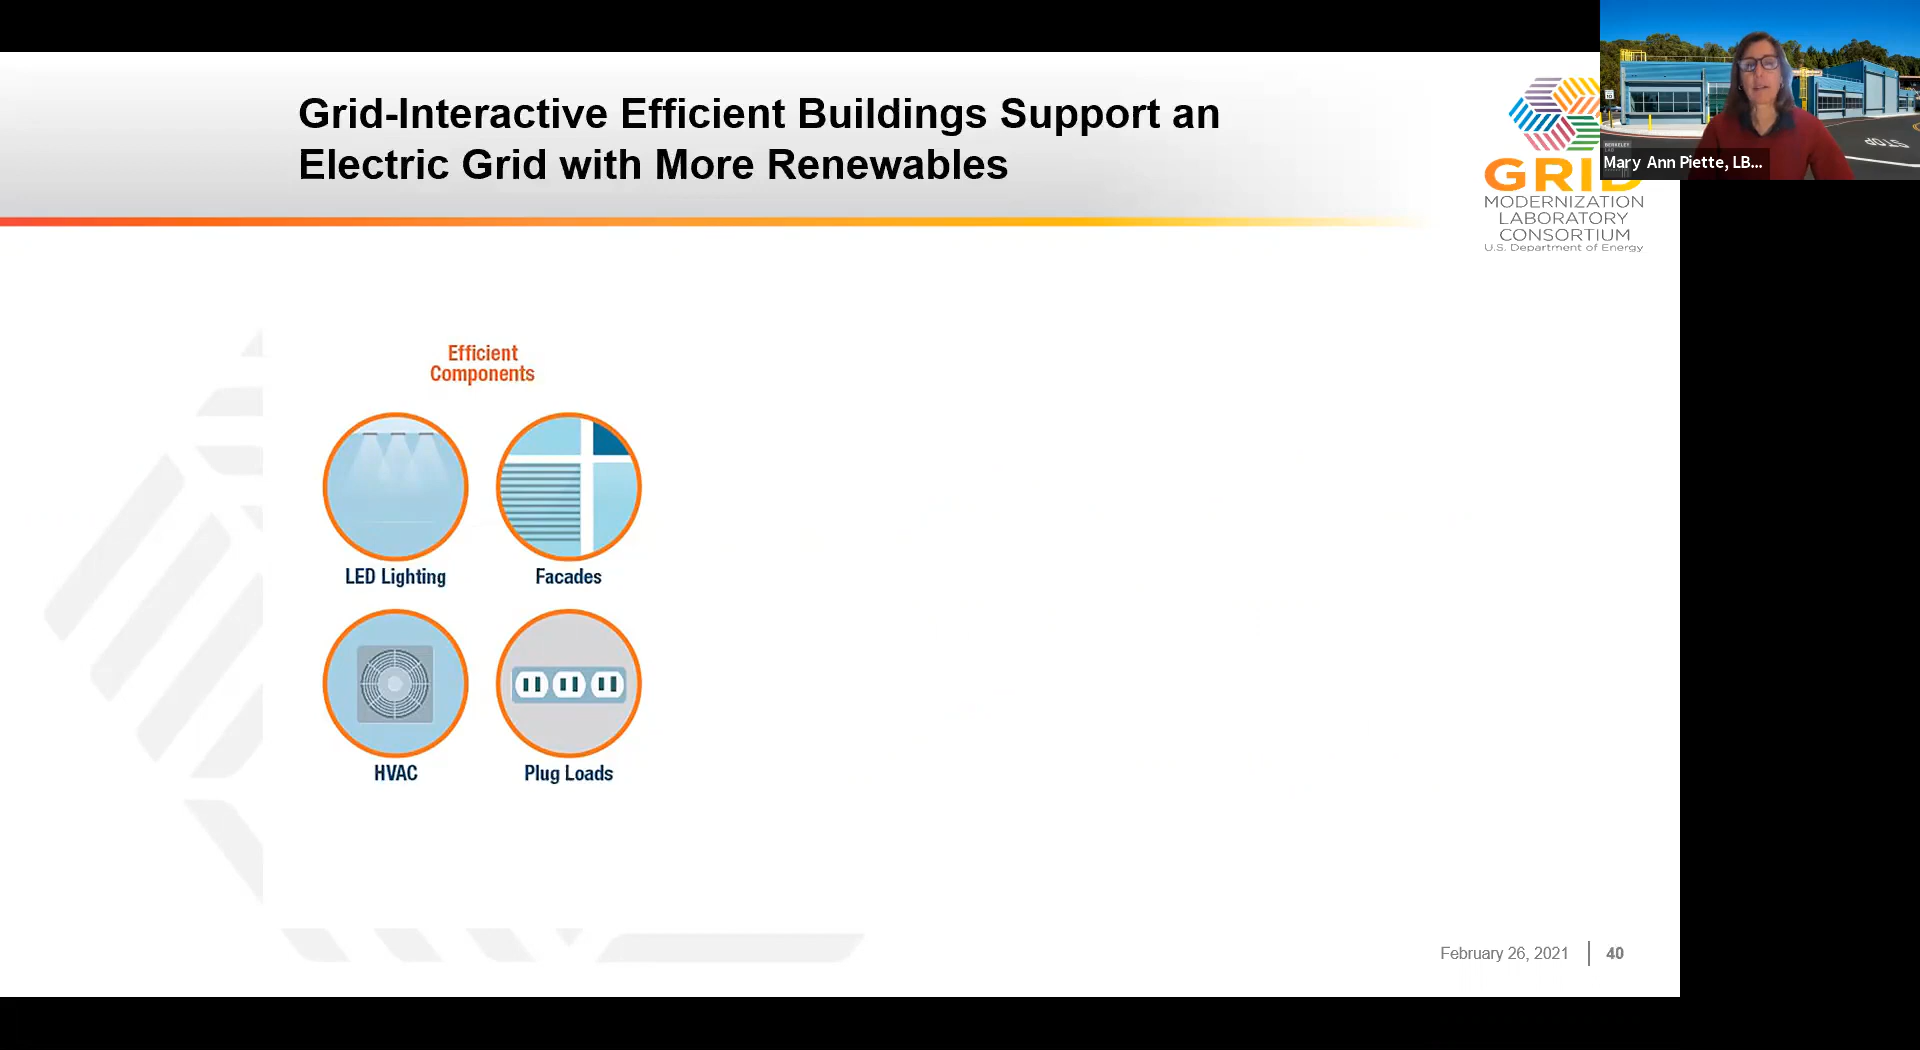 Grid-Interactive Efficient Buildings Support an
Electric Grid with More Renewables
Mary Ann Piette, LB...
GRID
MODERNIZATION
LABORATORY
CONSORTIUM
U.S. Department of Energy
Efficient
Components
LED Lighting
Facades
HVAC
Plug Loads
February 26, 2021
40